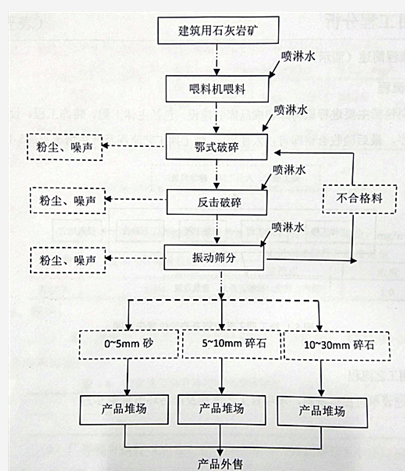 建筑用石灰岩矿
喷淋水
喂料机喂料
喷淋水
粉尘、噪声
鄂式破碎
喷淋水
粉尘、噪声
反击破碎
不合格料
喷淋水
粉尘、噪声
振动筛分
0~5mm 砂
5~10mm 碎石
10~30mm 碎石
产品堆场
产品堆场
产品堆场
产品外售